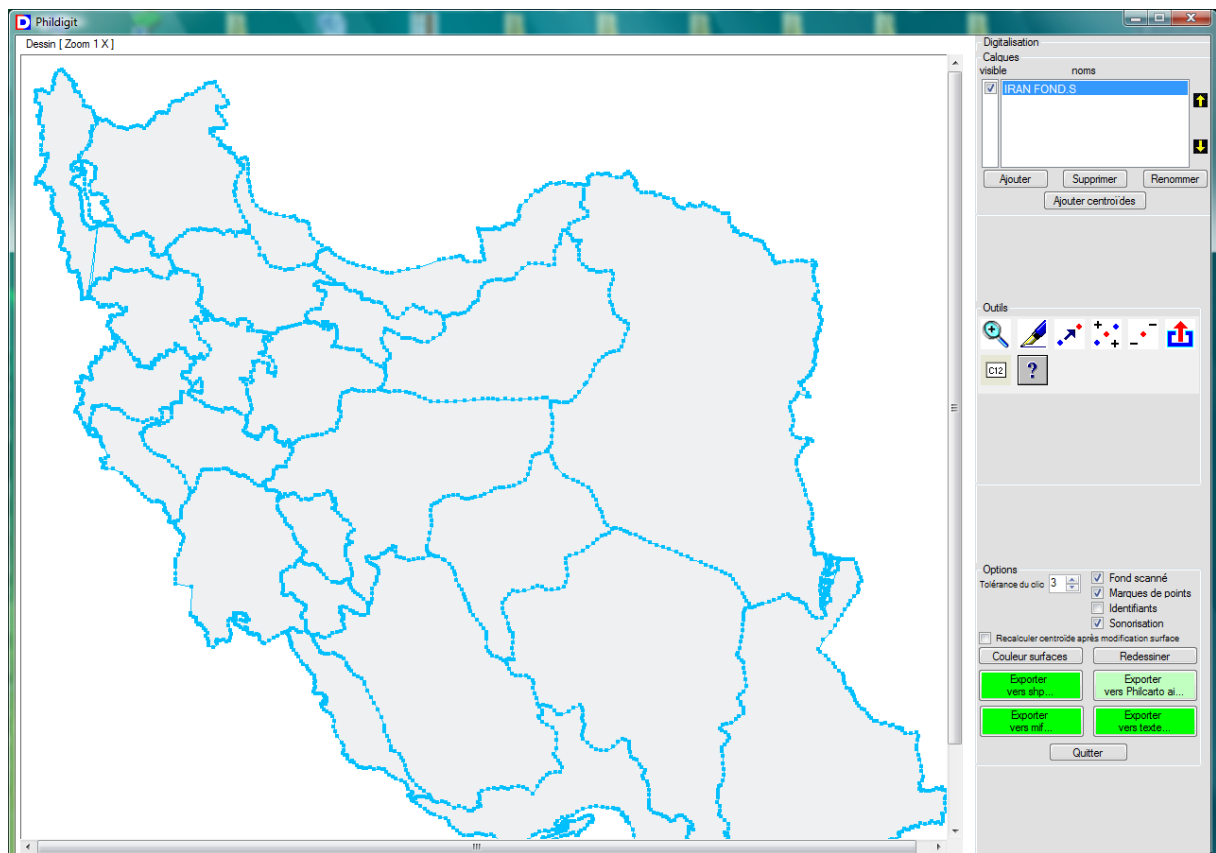 Phildigit
Dessin [ Zoom 1 X ]
Digitalisation
Calques
visible
noms
IRAN FOND.S
Ajouter
Supprimer
Renommer
Ajouter centroïdes
Outils
C12
?
Options
Tolérance du clic 3
Fond scanné
Marques de points
Identifiants
Sonorisation
Recalculer centroïde après modification surface
Couleur surfaces
Redessiner
Exporter
vers shp...
Exporter
vers Philcarto ai...
Exporter
vers mif...
Exporter
vers texte...
Quitter